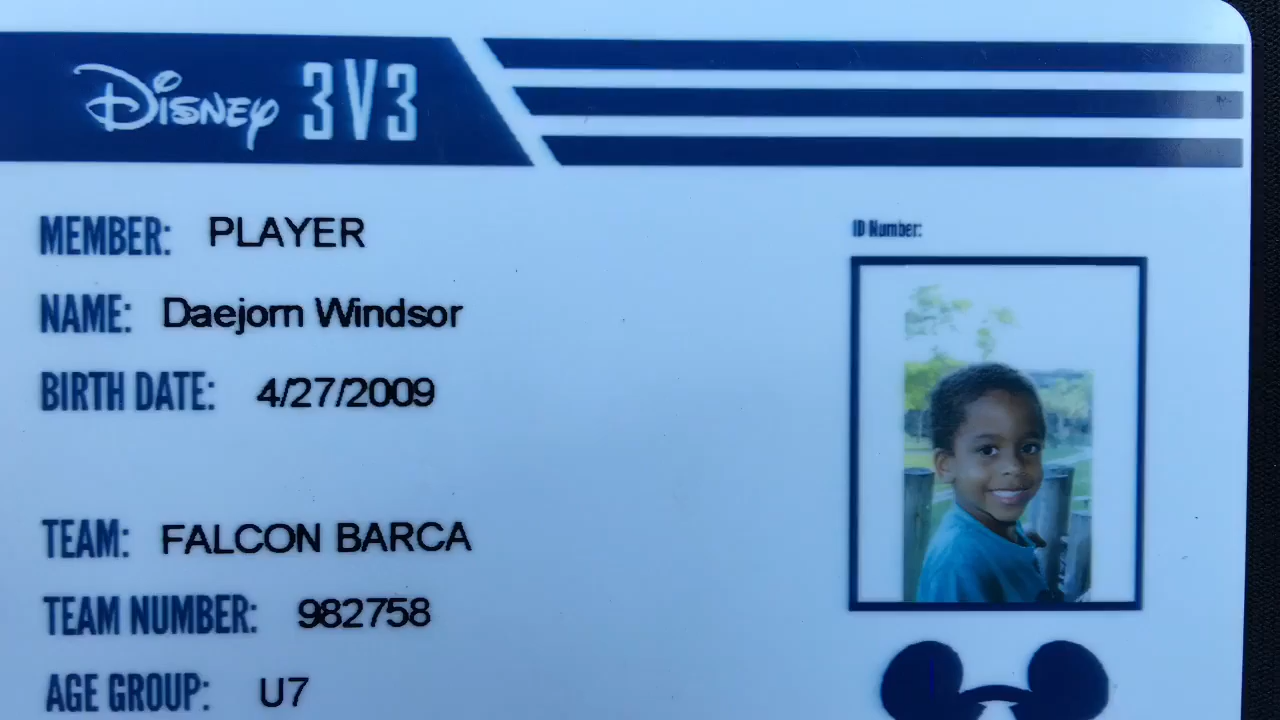 Disney 3V3
MEMBER: PLAYER
ID Number:
NAME: Daejorn Windsor
BIRTH DATE: 4/27/2009
TEAM: FALCON BARCA
TEAM NUMBER: 982758
AGE GROUP: U7